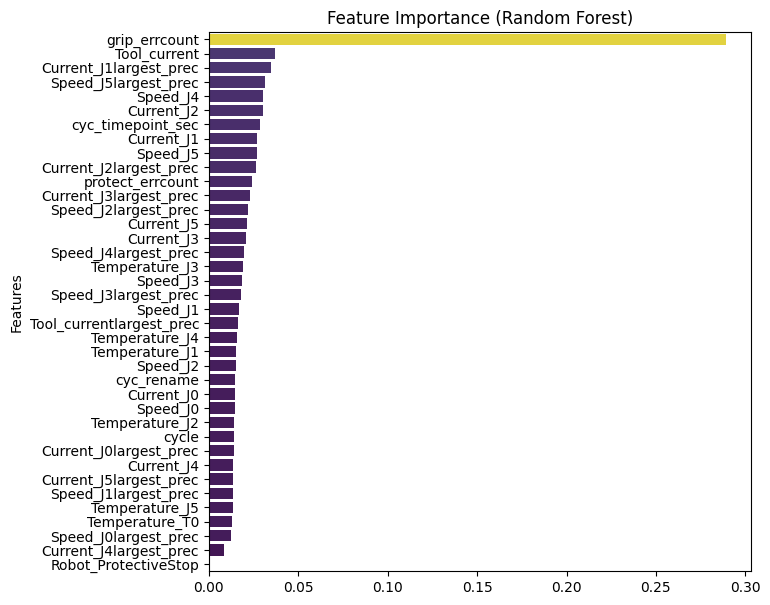 Feature Importance (Random Forest)
Features
grip_errcount
Tool_current
Current_J1largest_prec
Speed_J5largest_prec
Speed_J4
Current_J2
cyc_timepoint_sec
Current_J1
Speed_J5
Current_J2largest_prec
protect_errcount
Current_J3largest_prec
Speed_J2largest_prec
Current_J5
Current_J3
Speed_J4largest_prec
Temperature_J3
Speed_J3
Speed_J3largest_prec
Speed_J1
Tool_currentlargest_prec
Temperature_J4
Temperature_J1
Speed_J2
cyc_rename
Current_J0
Speed_J0
Temperature_J2
cycle
Current_J0largest_prec
Current_J4
Current_J5largest_prec
Speed_J1largest_prec
Temperature_J5
Temperature_T0
Speed_J0largest_prec
Current_J4largest_prec
Robot_ProtectiveStop
0.00 0.05 0.10 0.15 0.20 0.25 0.30